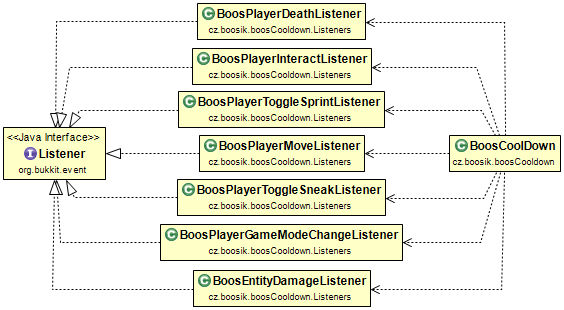 BoosPlayerDeathListener
cz.boosik.boosCooldown.Listeners
BoosPlayerInteractListener
cz.boosik.boosCooldown.Listeners
BoosPlayerToggleSprintListener
cz.boosik.boosCooldown.Listeners
<<Java Interface>>
Listener
org.bukkit.event
BoosPlayerMoveListener
cz.boosik.boosCooldown.Listeners
BoosCoolDown
cz.boosik.boosCooldown
BoosPlayerToggleSneakListener
cz.boosik.boosCooldown.Listeners
BoosPlayerGameModeChangeListener
cz.boosik.boosCooldown.Listeners
BoosEntityDamageListener
cz.boosik.boosCooldown.Listeners